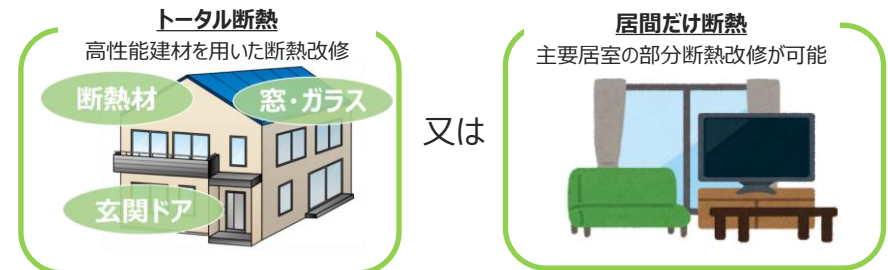 トータル断熱
高性能建材を用いた断熱改修
断熱材
窓・ガラス
玄関ドア
又は
居間だけ断熱
主要居室の部分断熱改修が可能